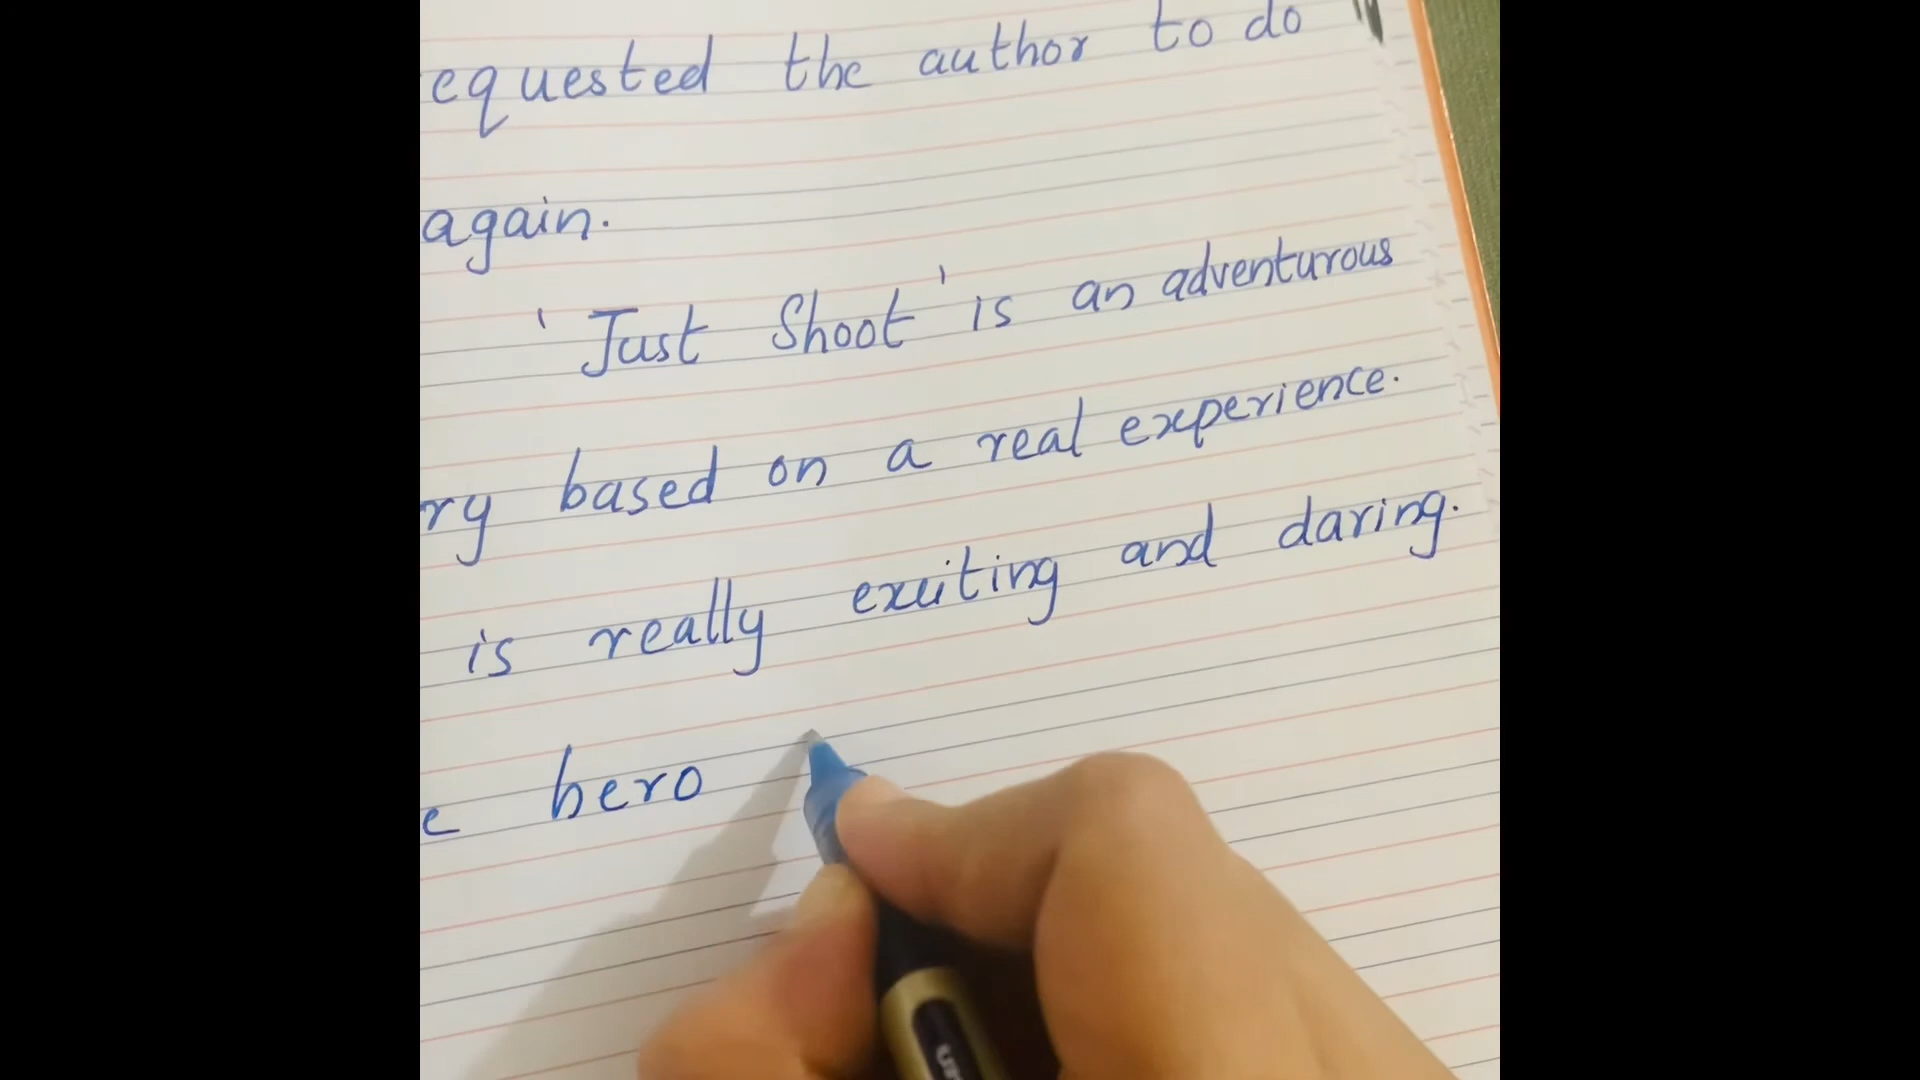 equested the author to do
again.
'Just Shoot' is an adventurous
ry based on a real experience.
is really exciting and daring.
e hero